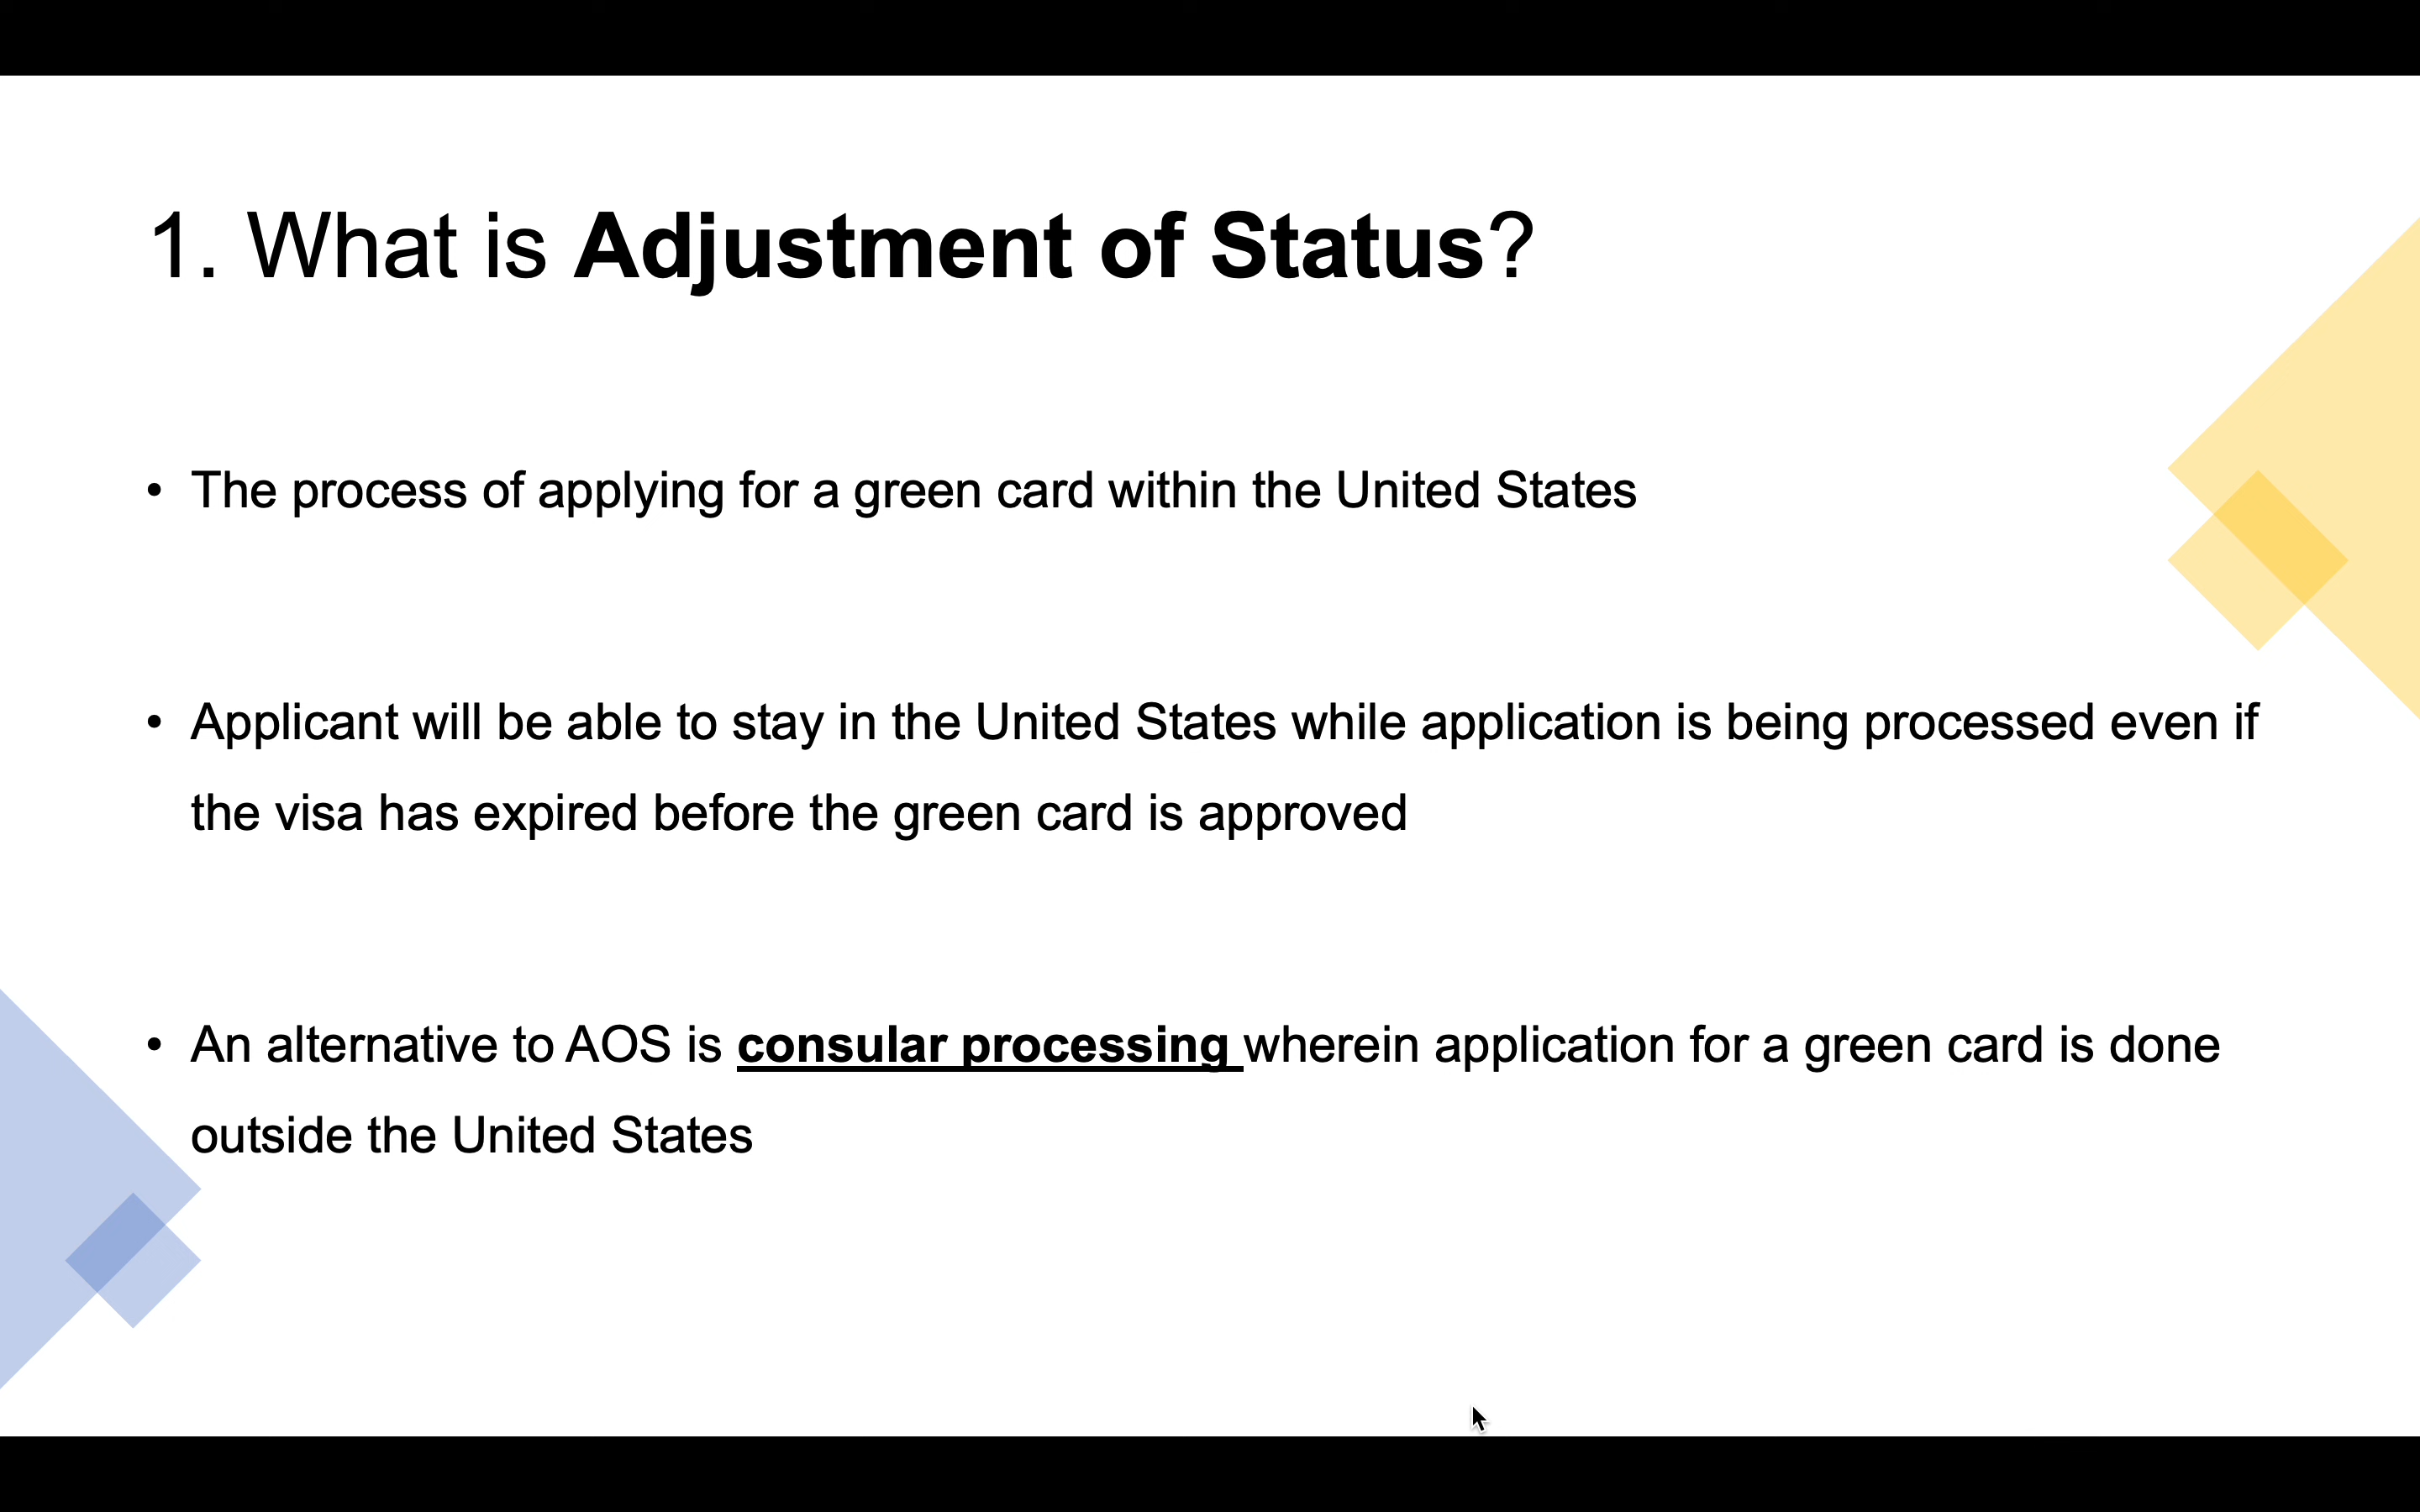 1. What is Adjustment of Status?
• The process of applying for a green card within the United States
• Applicant will be able to stay in the United States while application is being processed even if
the visa has expired before the green card is approved
• An alternative to AOS is consular processing wherein application for a green card is done
outside the United States